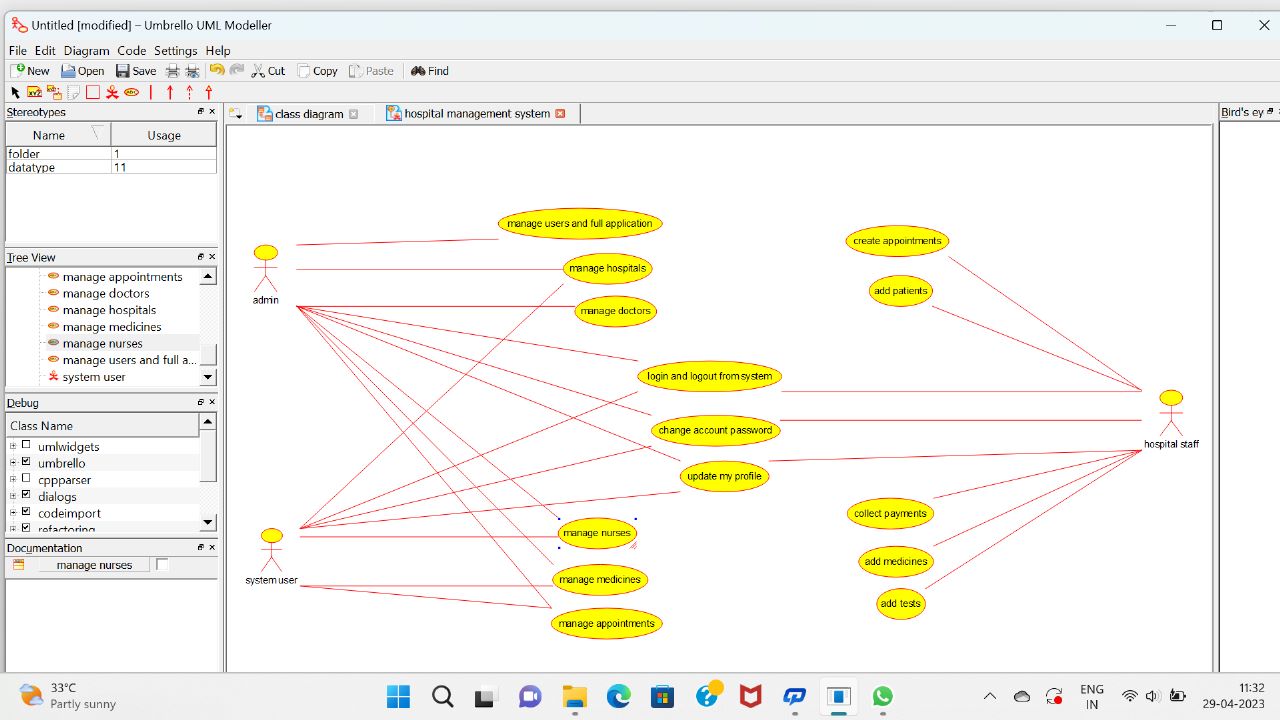 Untitled [modified] – Umbrello UML Modeller
File Edit Diagram Code Settings Help
New Open Save Cut Copy Paste Find
Stereotypes
Name Usage
folder 1
datatype 11
Tree View
manage appointments
manage doctors
manage hospitals
manage medicines
manage nurses
manage users and full a...
system user
Debug
Class Name
umlwidgets
umbrello
cppparser
dialogs
codeimport
refactoring
Documentation
manage nurses
class diagram
hospital management system
Bird's ey
manage users and full application
manage hospitals
manage doctors
login and logout from system
change account password
update my profile
manage nurses
manage medicines
manage appointments
create appointments
add patients
collect payments
add medicines
add tests
admin
system user
hospital staff
33°C
Partly sunny
ENG
IN
11:32
29-04-2023